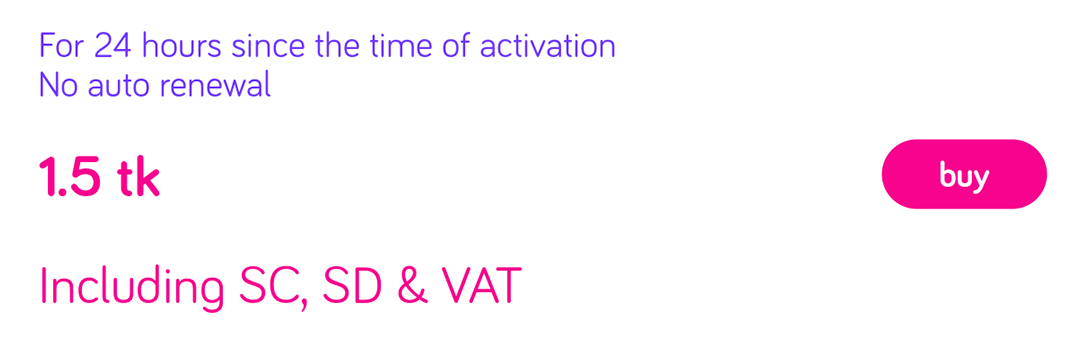 For 24 hours since the time of activation
No auto renewal
1.5 tk
buy
Including SC, SD & VAT